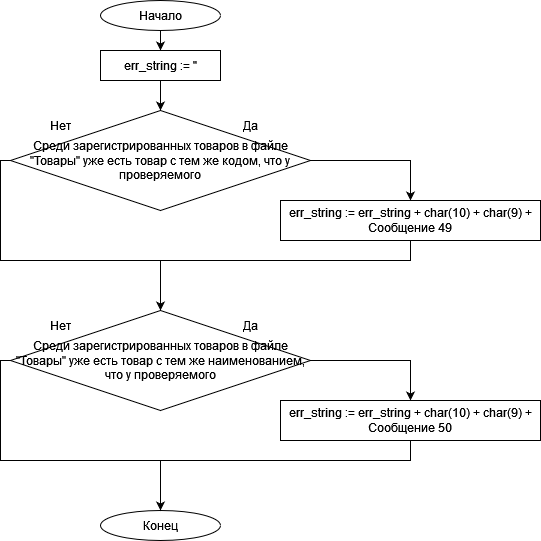 Начало
err_string := "
Нет
Да
Среди зарегистрированных товаров в файле
"Товары" уже есть товар с тем же кодом, что у
проверяемого
err_string := err_string + char(10) + char(9) +
Сообщение 49
Нет
Да
Среди зарегистрированных товаров в файле
"Товары" уже есть товар с тем же наименованием,
что у проверяемого
err_string := err_string + char(10) + char(9) +
Сообщение 50
Конец